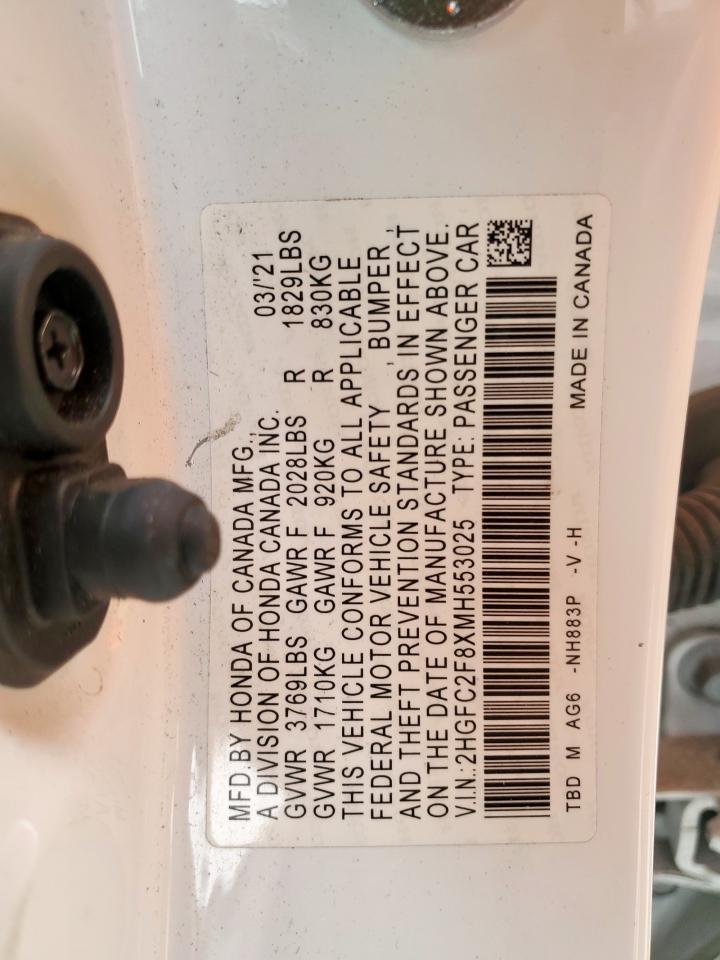 MFD.BY HONDA OF CANADA MFG.,
A DIVISION OF HONDA CANADA INC. 03/'21
GVWR 3769LBS GAWR F 2028LBS R 1829LBS
GVWR 1710KG GAWR F 920KG R 830KG
THIS VEHICLE CONFORMS TO ALL APPLICABLE
FEDERAL MOTOR VEHICLE SAFETY , BUMPER ,
AND THEFT PREVENTION STANDARDS IN EFFECT
ON THE DATE OF MANUFACTURE SHOWN ABOVE.
V.I.N.:2HGFC2F8XMH553025 TYPE: PASSENGER CAR
TBD M AG6 -NH883P -V -H MADE IN CANADA